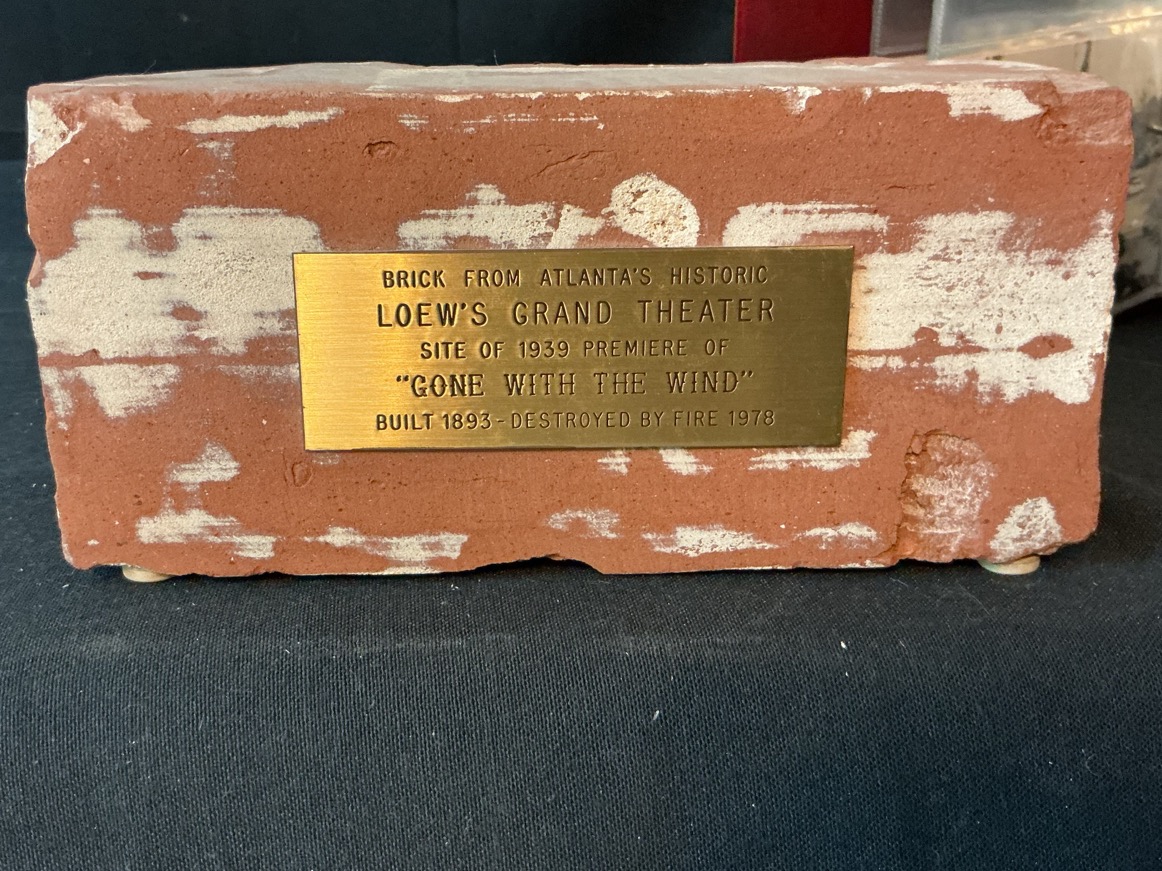 BRICK FROM ATLANTA'S HISTORIC
LOEW'S GRAND THEATER
SITE OF 1939 PREMIERE OF
"GONE WITH THE WIND"
BUILT 1893 - DESTROYED BY FIRE 1978